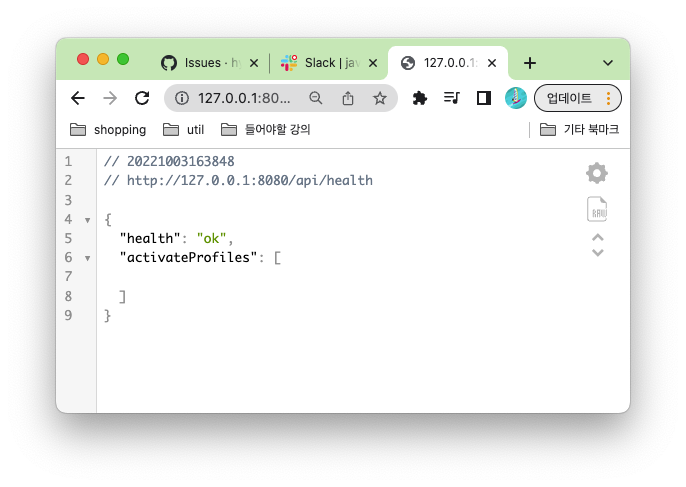 Issues · hy
Slack | jav
127.0.0.1:
127.0.0.1:80...
업데이트
shopping
util
들어야할 강의
기타 북마크
1 // 20221003163848
2 // http://127.0.0.1:8080/api/health
3
4 {
5 "health": "ok",
6 "activateProfiles": [
7
8 ]
9 }
RAW